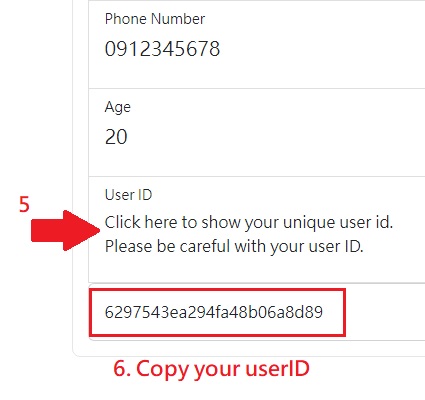 Phone Number
0912345678
Age
20
User ID
5
Click here to show your unique user id.
Please be careful with your user ID.
6297543ea294fa48b06a8d89
6. Copy your userID